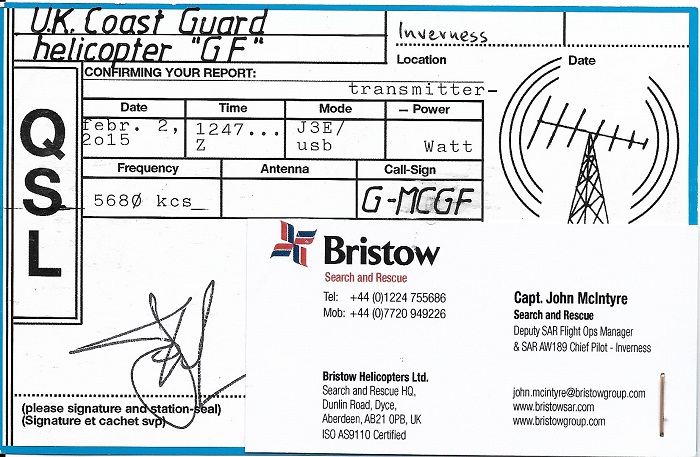 U.K. Coast Guard
helicopter "GF"
Inverness
Location
Date
CONFIRMING YOUR REPORT:
transmitter-
Date
Time
Mode
– Power
febr. 2,
2o15
1247...
Z
J3E/
usb
Watt
Frequency
Antenna
Call-Sign
568Ø kcs
G-MCGF
QSL
Bristow
Search and Rescue
Tel: +44 (0)1224 755686
Mob: +44 (0)7720 949226
Capt. John McIntyre
Search and Rescue
Deputy SAR Flight Ops Manager
& SAR AW189 Chief Pilot - Inverness
Bristow Helicopters Ltd.
Search and Rescue HQ,
Dunlin Road, Dyce,
Aberdeen, AB21 0PB, UK
ISO AS9110 Certified
john.mcintyre@bristowgroup.com
www.bristowsar.com
www.bristowgroup.com
(please signature and station-seal)
(Signature et cachet svp)